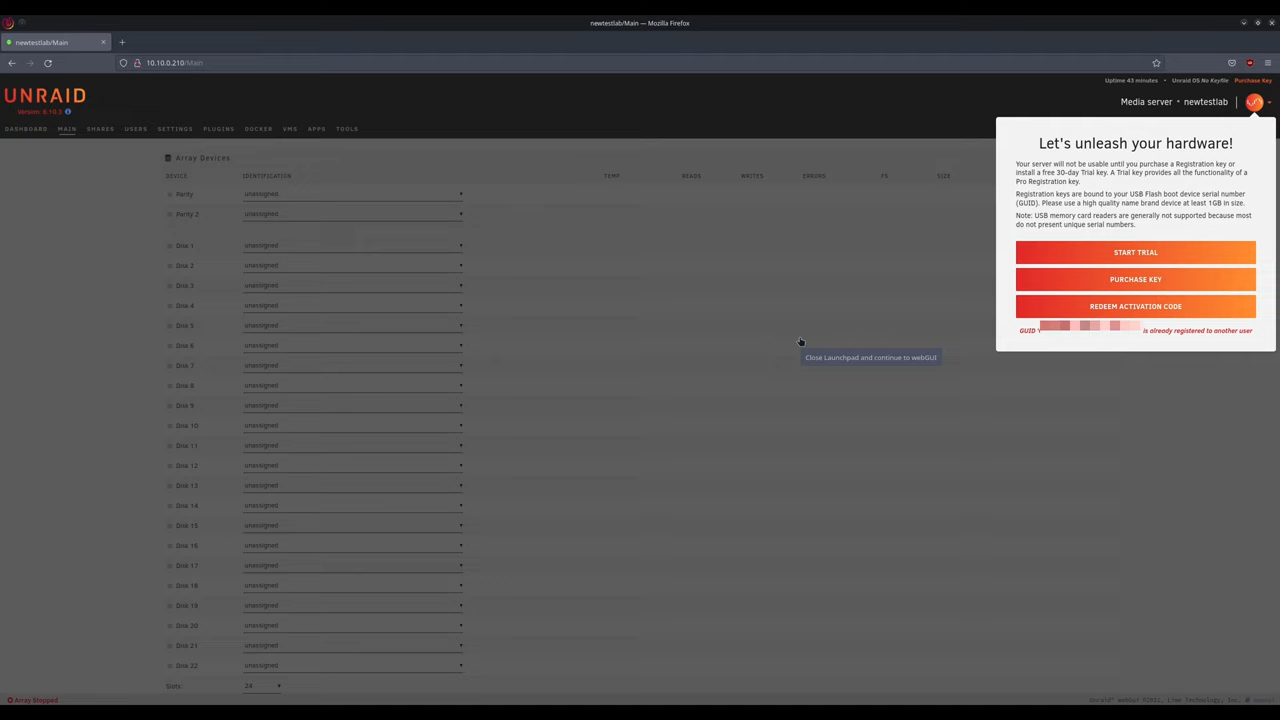 newtestlab/Main — Mozilla Firefox
newtestlab/Main
10.10.0.210/Main
Uptime 43 minutes • Unraid OS No Keyfile Purchase Key
UNRAID
Version: 6.10.3
Media server • newtestlab
DASHBOARD MAIN SHARES USERS SETTINGS PLUGINS DOCKER VMS APPS TOOLS
Array Devices
DEVICE IDENTIFICATION TEMP READS WRITES ERRORS FS SIZE
Parity unassigned
Parity 2 unassigned
Disk 1 unassigned
Disk 2 unassigned
Disk 3 unassigned
Disk 4 unassigned
Disk 5 unassigned
Disk 6 unassigned
Disk 7 unassigned
Disk 8 unassigned
Disk 9 unassigned
Disk 10 unassigned
Disk 11 unassigned
Disk 12 unassigned
Disk 13 unassigned
Disk 14 unassigned
Disk 15 unassigned
Disk 16 unassigned
Disk 17 unassigned
Disk 18 unassigned
Disk 19 unassigned
Disk 20 unassigned
Disk 21 unassigned
Disk 22 unassigned
Slots: 24
Let's unleash your hardware!
Your server will not be usable until you purchase a Registration key or
install a free 30-day Trial key. A Trial key provides all the functionality of a
Pro Registration key.
Registration keys are bound to your USB Flash boot device serial number
(GUID). Please use a high quality name brand device at least 1GB in size.
Note: USB memory card readers are generally not supported because most
do not present unique serial numbers.
START TRIAL
PURCHASE KEY
REDEEM ACTIVATION CODE
GUID is already registered to another user
Close Launchpad and continue to webGUI
Array Stopped
Unraid® webGui ©2022, Lime Technology, Inc.